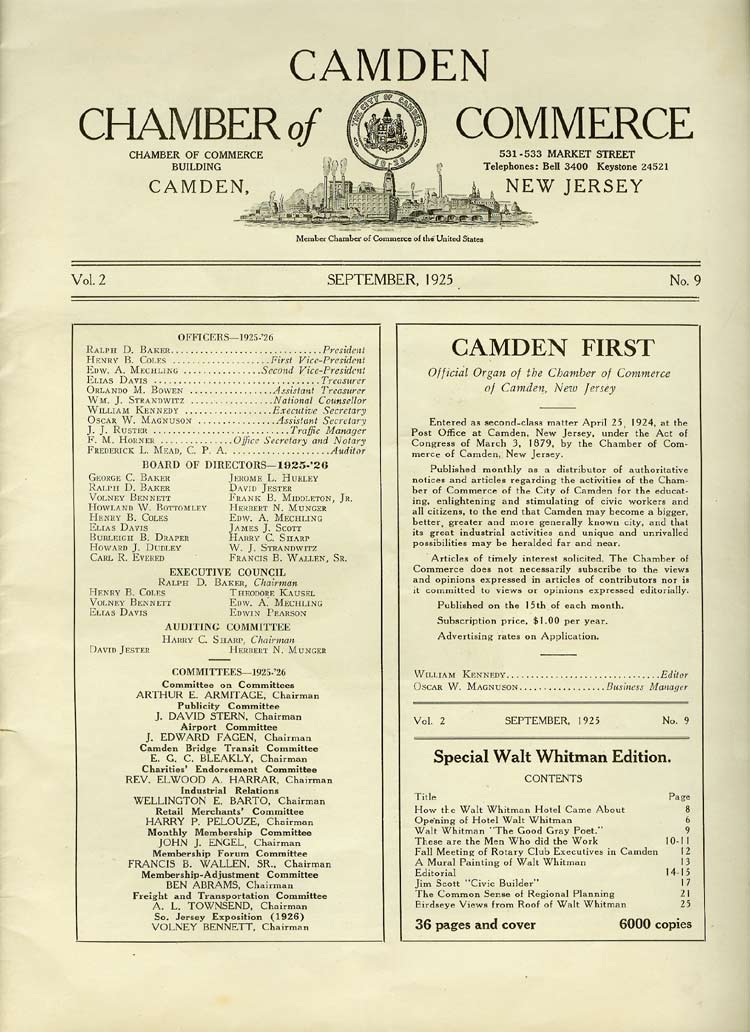 CAMDEN
CHAMBER of COMMERCE
THE CITY OF CAMDEN
1828
CHAMBER OF COMMERCE
BUILDING
CAMDEN,
531-533 MARKET STREET
Telephones: Bell 3400 Keystone 24521
NEW JERSEY
Member Chamber of Commerce of the United States
Vol. 2 SEPTEMBER, 1925 No. 9
OFFICERS—1925-'26
RALPH D. BAKER..............................President
HENRY B. COLES ....................First Vice-President
EDW. A. MECHLING ................Second Vice-President
ELIAS DAVIS ..................................Treasurer
ORLANDO M. BOWEN ..................Assistant Treasurer
WM. J. STRANDWITZ ..................National Counsellor
WILLIAM KENNEDY ..................Executive Secretary
OSCAR W. MAGNUSON ................Assistant Secretary
J. J. RUSTER ............................Traffic Manager
F. M. HORNER ..............Office Secretary and Notary
FREDERICK L. MEAD, C. P. A. ....................Auditor
BOARD OF DIRECTORS—1925-'26
GEORGE C. BAKER
RALPH D. BAKER
VOLNEY BENNETT
HOWLAND W. BOTTOMLEY
HENRY B. COLES
ELIAS DAVIS
BURLEIGH B. DRAPER
HOWARD J. DUDLEY
CARL R. EVERED
JEROME L. HURLEY
DAVID JESTER
FRANK B. MIDDLETON, JR.
HERBERT N. MUNGER
EDW. A. MECHLING
JAMES J. SCOTT
HARRY C. SHARP
W. J. STRANDWITZ
FRANCIS B. WALLEN, SR.
EXECUTIVE COUNCIL
RALPH D. BAKER, Chairman
HENRY B. COLES
VOLNEY BENNETT
ELIAS DAVIS
THEODORE KAUSEL
EDW. A. MECHLING
EDWIN PEARSON
AUDITING COMMITTEE
HARRY C. SHARP, Chairman
DAVID JESTER HERBERT N. MUNGER
COMMITTEES—1925-'26
Committee on Committees
ARTHUR E. ARMITAGE, Chairman
Publicity Committee
J. DAVID STERN, Chairman
Airport Committee
J. EDWARD FAGEN, Chairman
Camden Bridge Transit Committee
E. G. C. BLEAKLY, Chairman
Charities' Endorsement Committee
REV. ELWOOD A. HARRAR, Chairman
Industrial Relations
WELLINGTON E. BARTO, Chairman
Retail Merchants' Committee
HARRY P. PELOUZE, Chairman
Monthly Membership Committee
JOHN J. ENGEL, Chairman
Membership Forum Committee
FRANCIS B. WALLEN, SR., Chairman
Membership-Adjustment Committee
BEN ABRAMS, Chairman
Freight and Transportation Committee
A. L. TOWNSEND, Chairman
So. Jersey Exposition (1926)
VOLNEY BENNETT, Chairman
CAMDEN FIRST
Official Organ of the Chamber of Commerce
of Camden, New Jersey
Entered as second-class matter April 25, 1924, at the
Post Office at Camden, New Jersey, under the Act of
Congress of March 3, 1879, by the Chamber of Com-
merce of Camden, New Jersey.
Published monthly as a distributor of authoritative
notices and articles regarding the activities of the Cham-
ber of Commerce of the City of Camden for the educat-
ing, enlightening and stimulating of civic workers and
all citizens, to the end that Camden may become a bigger,
better, greater and more generally known city, and that
its great industrial activities and unique and unrivalled
possibilities may be heralded far and near.
Articles of timely interest solicited. The Chamber of
Commerce does not necessarily subscribe to the views
and opinions expressed in articles of contributors nor is
it committed to views or opinions expressed editorially.
Published on the 15th of each month.
Subscription price, $1.00 per year.
Advertising rates on Application.
WILLIAM KENNEDY..................................Editor
OSCAR W. MAGNUSON..................Business Manager
Vol. 2 SEPTEMBER, 1925 No. 9
Special Walt Whitman Edition.
CONTENTS
Title Page
How the Walt Whitman Hotel Came About 8
Opening of Hotel Walt Whitman 6
Walt Whitman "The Good Gray Poet." 9
These are the Men Who did the Work 10-11
Fall Meeting of Rotary Club Executives in Camden 12
A Mural Painting of Walt Whitman 13
Editorial 14-15
Jim Scott "Civic Builder" 17
The Common Sense of Regional Planning 21
Birdseye Views from Roof of Walt Whitman 25
36 pages and cover 6000 copies